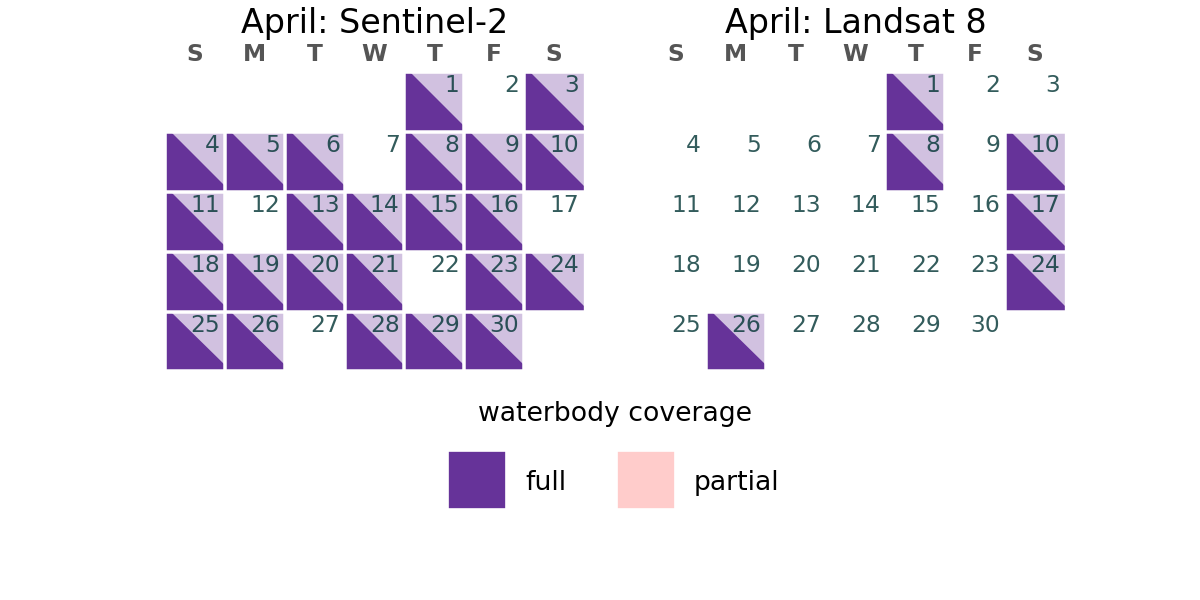 April: Sentinel-2
S M T W T F S
1 2 3
4 5 6 7 8 9 10
11 12 13 14 15 16 17
18 19 20 21 22 23 24
25 26 27 28 29 30
April: Landsat 8
S M T W T F S
1 2 3
4 5 6 7 8 9 10
11 12 13 14 15 16 17
18 19 20 21 22 23 24
25 26 27 28 29 30
waterbody coverage
full partial